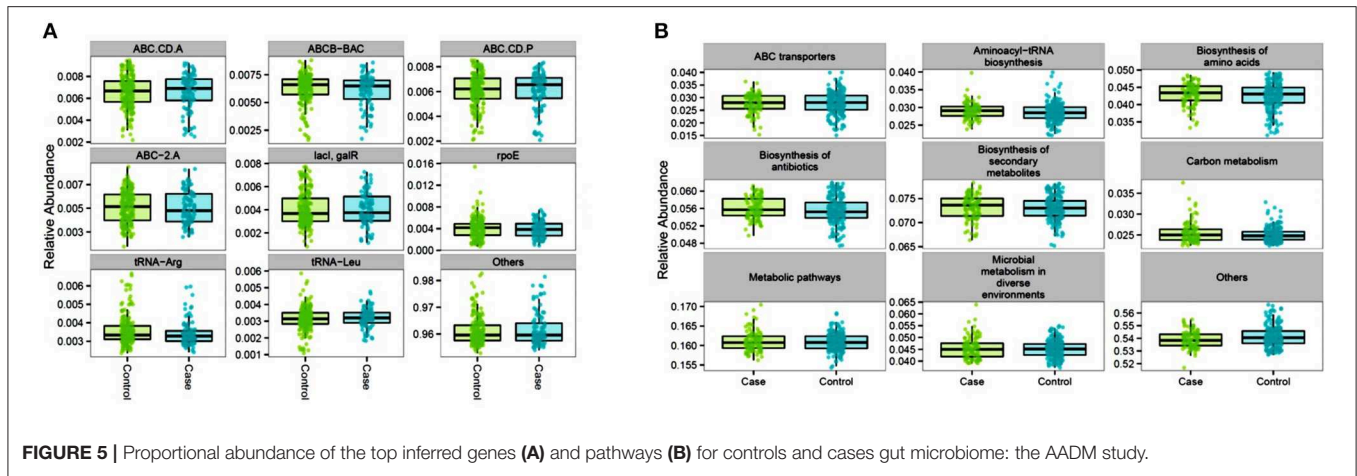 A
B
ABC.CD.A
ABCB-BAC
ABC.CD.P
0.008
0.006
0.004
0.002
0.0075
0.0050
0.0025
0.008
0.006
0.004
0.002
ABC-2.A
lacI, galR
rpoE
0.007
0.005
0.003
0.008
0.006
0.004
0.002
0.016
0.012
0.008
0.004
0.000
tRNA-Arg
tRNA-Leu
Others
0.006
0.005
0.004
0.003
0.006
0.005
0.004
0.003
0.002
0.001
0.98
0.97
0.96
Relative Abundance
Control
Case
Control
Case
Control
Case
ABC transporters
Aminoacyl-tRNA
biosynthesis
Biosynthesis of
amino acids
0.040
0.035
0.030
0.025
0.020
0.015
0.040
0.035
0.030
0.025
0.050
0.045
0.040
0.035
Biosynthesis of
antibiotics
Biosynthesis of
secondary
metabolites
Carbon metabolism
0.060
0.056
0.052
0.048
0.075
0.070
0.065
0.035
0.030
0.025
Metabolic pathways
Microbial
metabolism in
diverse
environments
Others
0.170
0.165
0.160
0.155
0.065
0.060
0.055
0.050
0.045
0.040
0.56
0.55
0.54
0.53
0.52
Relative Abundance
Case
Control
Case
Control
Case
Control
FIGURE 5 | Proportional abundance of the top inferred genes (A) and pathways (B) for controls and cases gut microbiome: the AADM study.